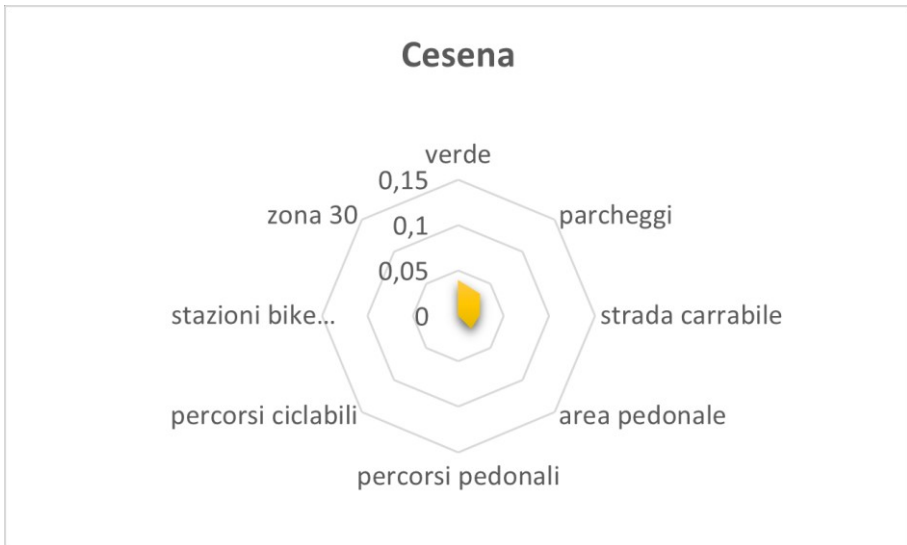 Cesena
verde
0,15
parcheggi
zona 30
0,1
0,05
stazioni bike...
0
strada carrabile
percorsi ciclabili
area pedonale
percorsi pedonali